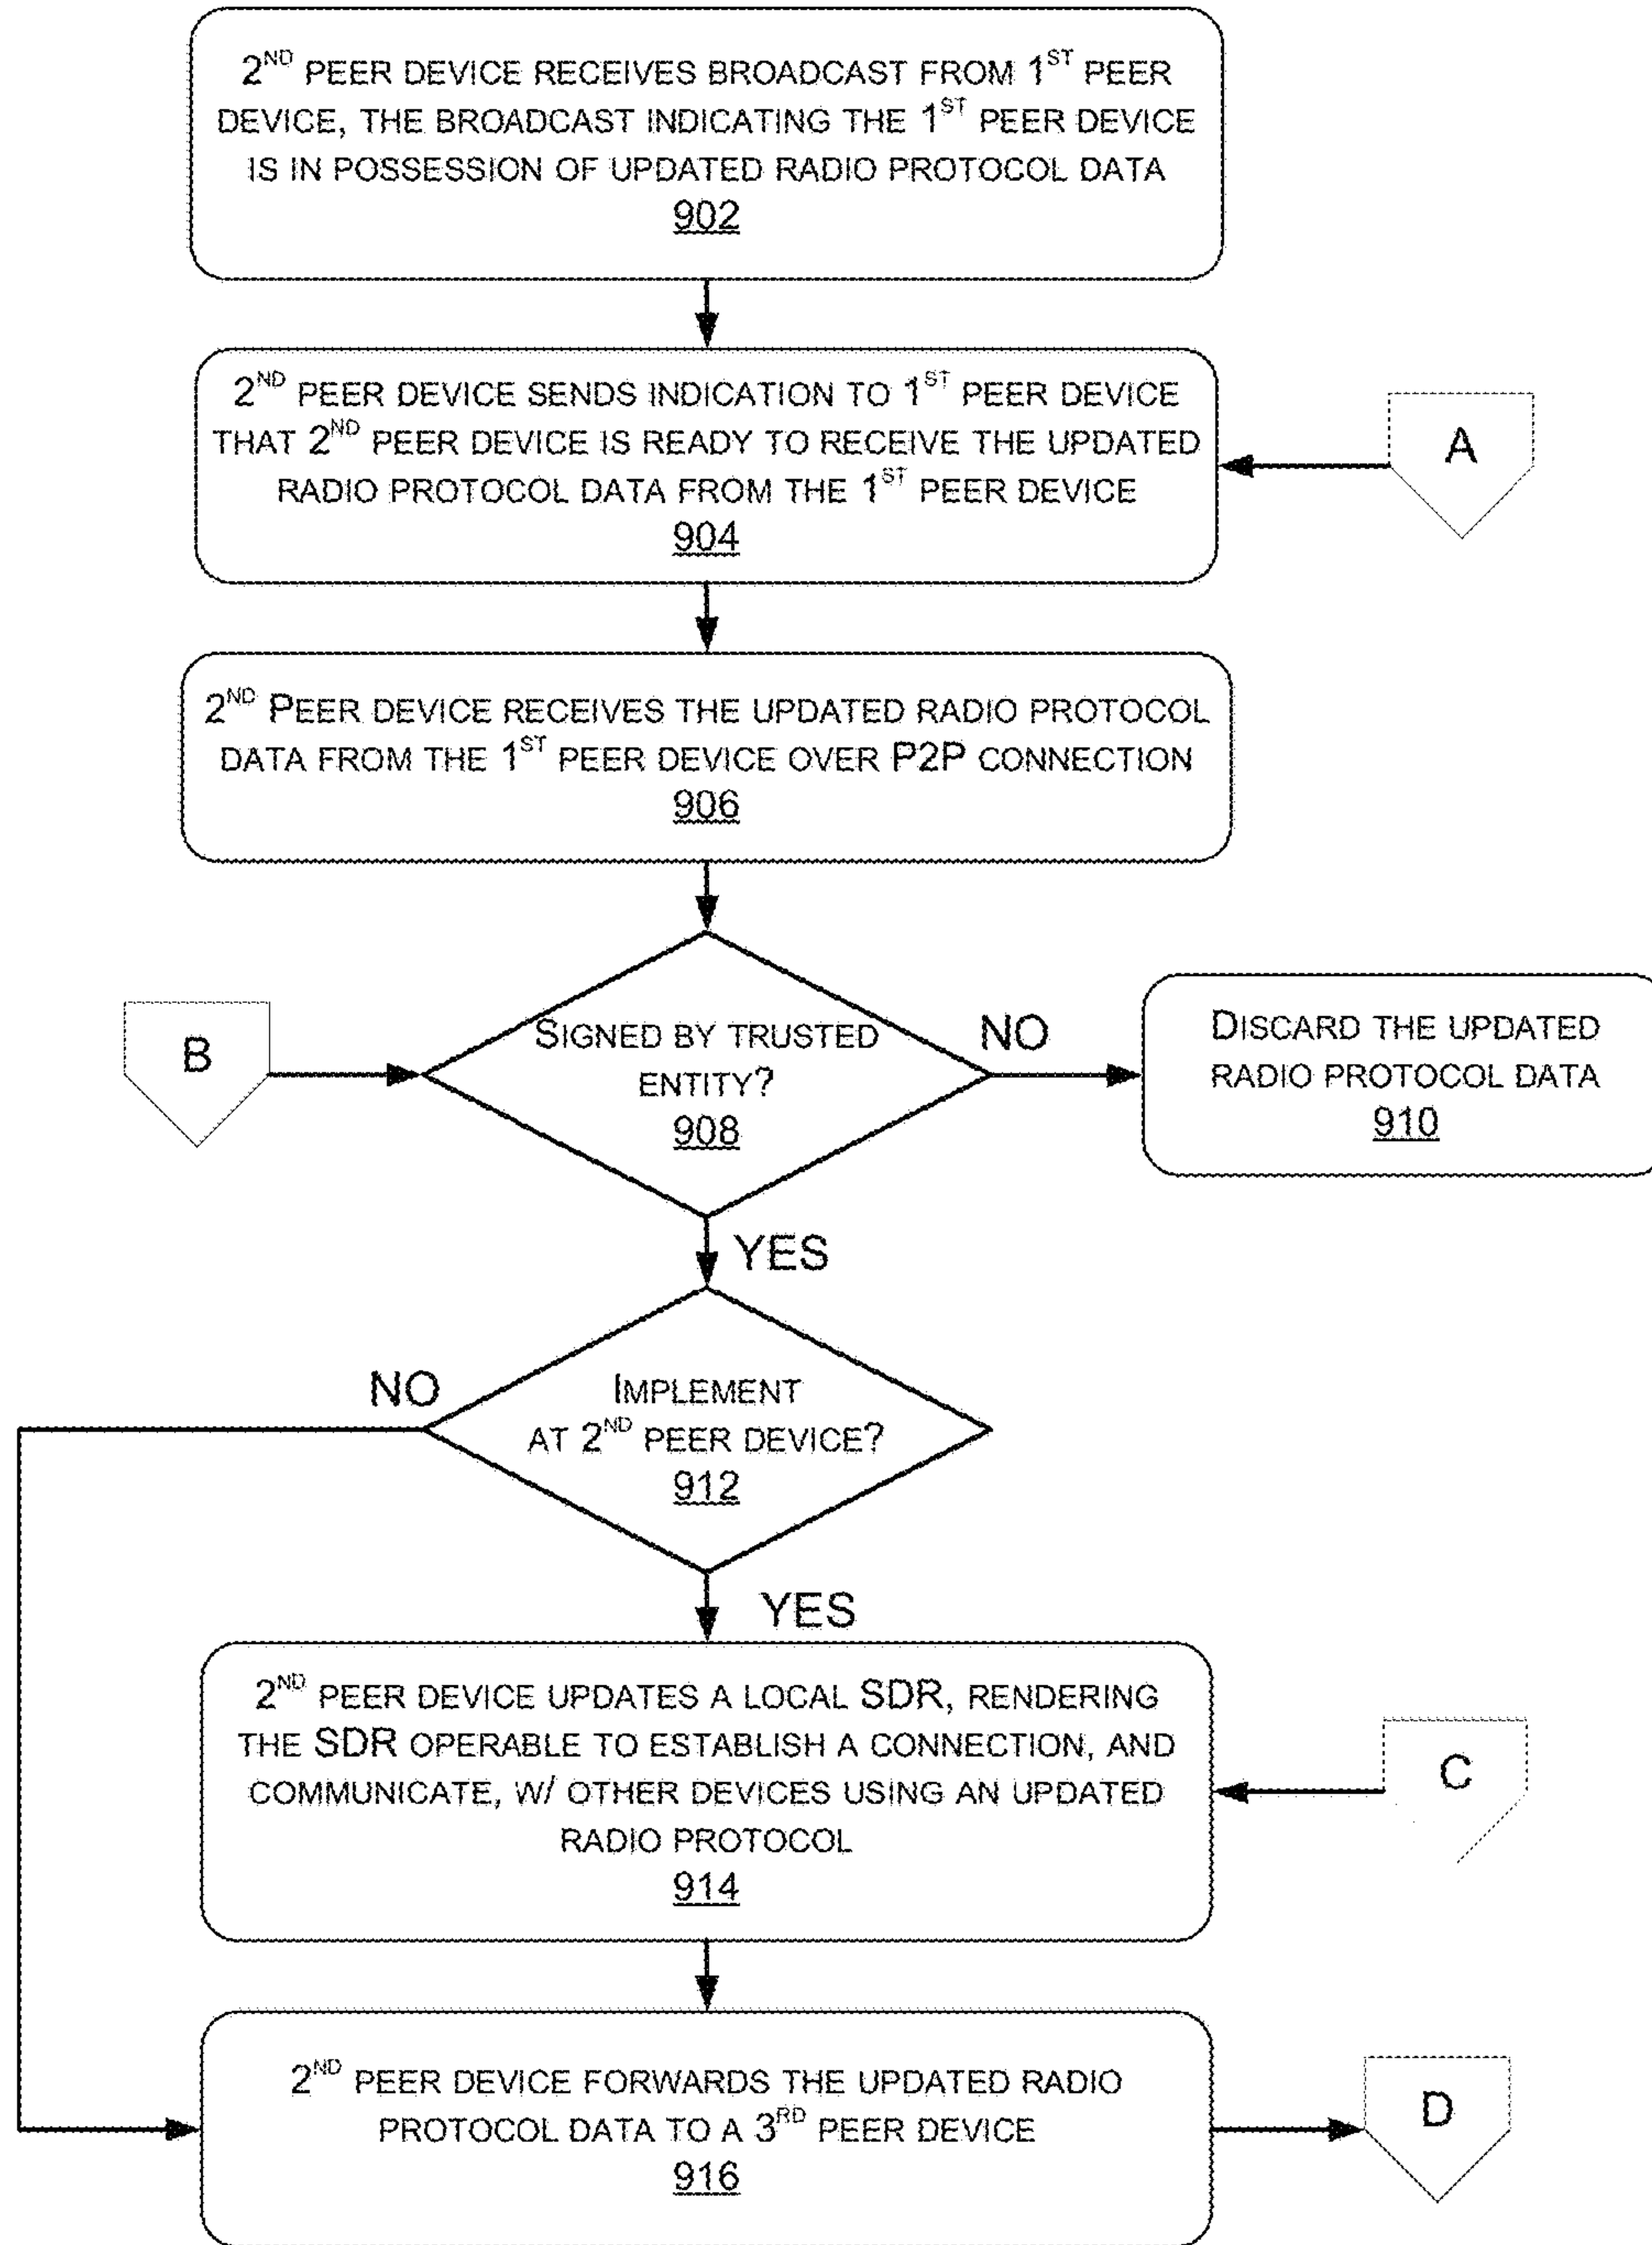 2ND PEER DEVICE RECEIVES BROADCAST FROM 1ST PEER
DEVICE, THE BROADCAST INDICATING THE 1ST PEER DEVICE
IS IN POSSESSION OF UPDATED RADIO PROTOCOL DATA
902
2ND PEER DEVICE SENDS INDICATION TO 1ST PEER DEVICE
THAT 2ND PEER DEVICE IS READY TO RECEIVE THE UPDATED
RADIO PROTOCOL DATA FROM THE 1ST PEER DEVICE
904
A
2ND PEER DEVICE RECEIVES THE UPDATED RADIO PROTOCOL
DATA FROM THE 1ST PEER DEVICE OVER P2P CONNECTION
906
B
SIGNED BY TRUSTED
ENTITY?
908
NO
DISCARD THE UPDATED
RADIO PROTOCOL DATA
910
YES
NO
IMPLEMENT
AT 2ND PEER DEVICE?
912
YES
2ND PEER DEVICE UPDATES A LOCAL SDR, RENDERING
THE SDR OPERABLE TO ESTABLISH A CONNECTION, AND
COMMUNICATE, W/ OTHER DEVICES USING AN UPDATED
RADIO PROTOCOL
914
C
2ND PEER DEVICE FORWARDS THE UPDATED RADIO
PROTOCOL DATA TO A 3RD PEER DEVICE
916
D